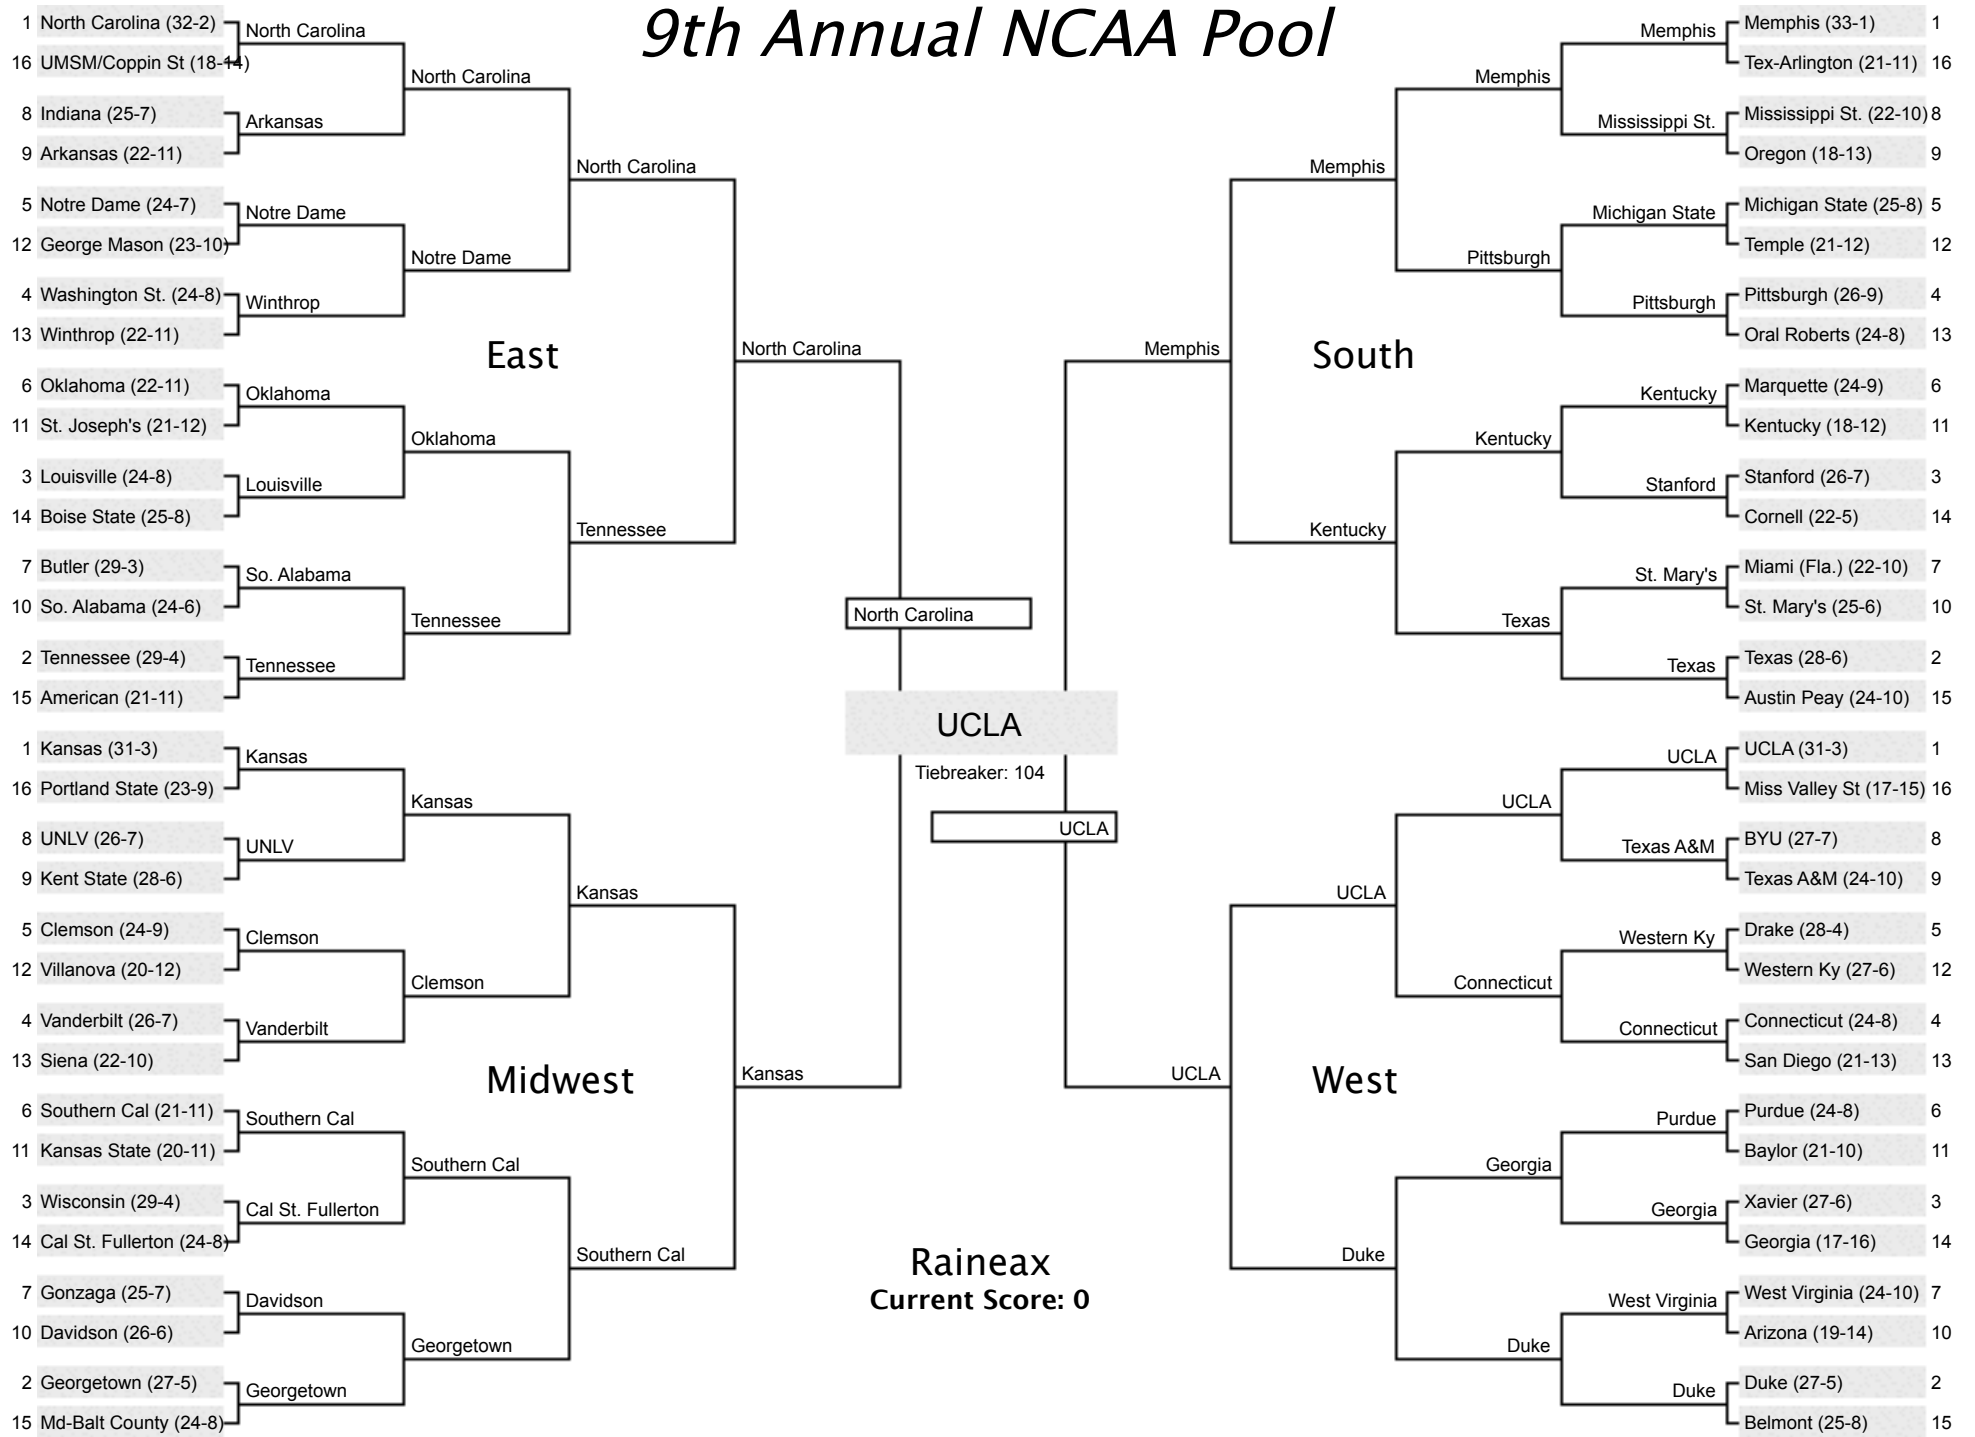 9th Annual NCAA Pool
1 North Carolina (32-2)
16 UMSM/Coppin St (18-14)
8 Indiana (25-7)
9 Arkansas (22-11)
5 Notre Dame (24-7)
12 George Mason (23-10)
4 Washington St. (24-8)
13 Winthrop (22-11)
6 Oklahoma (22-11)
11 St. Joseph's (21-12)
3 Louisville (24-8)
14 Boise State (25-8)
7 Butler (29-3)
10 So. Alabama (24-6)
2 Tennessee (29-4)
15 American (21-11)
North Carolina
Arkansas
Notre Dame
Winthrop
Oklahoma
Louisville
So. Alabama
Tennessee
North Carolina
Notre Dame
Oklahoma
Tennessee
North Carolina
Tennessee
East
North Carolina
1 Kansas (31-3)
16 Portland State (23-9)
8 UNLV (26-7)
9 Kent State (28-6)
5 Clemson (24-9)
12 Villanova (20-12)
4 Vanderbilt (26-7)
13 Siena (22-10)
6 Southern Cal (21-11)
11 Kansas State (20-11)
3 Wisconsin (29-4)
14 Cal St. Fullerton (24-8)
7 Gonzaga (25-7)
10 Davidson (26-6)
2 Georgetown (27-5)
15 Md-Balt County (24-8)
Kansas
UNLV
Clemson
Vanderbilt
Southern Cal
Cal St. Fullerton
Davidson
Georgetown
Kansas
Clemson
Southern Cal
Georgetown
Kansas
Southern Cal
Midwest
Kansas
North Carolina
UCLA
Tiebreaker: 104
UCLA
Raineax
Current Score: 0
Memphis
South
Memphis
Kentucky
Memphis
Pittsburgh
Kentucky
Texas
Memphis
Mississippi St.
Michigan State
Pittsburgh
Kentucky
Stanford
St. Mary's
Texas
Memphis (33-1) 1
Tex-Arlington (21-11) 16
Mississippi St. (22-10) 8
Oregon (18-13) 9
Michigan State (25-8) 5
Temple (21-12) 12
Pittsburgh (26-9) 4
Oral Roberts (24-8) 13
Marquette (24-9) 6
Kentucky (18-12) 11
Stanford (26-7) 3
Cornell (22-5) 14
Miami (Fla.) (22-10) 7
St. Mary's (25-6) 10
Texas (28-6) 2
Austin Peay (24-10) 15
UCLA
West
UCLA
Duke
UCLA
Connecticut
Georgia
Duke
UCLA
Texas A&M
Western Ky
Connecticut
Purdue
Georgia
West Virginia
Duke
UCLA (31-3) 1
Miss Valley St (17-15) 16
BYU (27-7) 8
Texas A&M (24-10) 9
Drake (28-4) 5
Western Ky (27-6) 12
Connecticut (24-8) 4
San Diego (21-13) 13
Purdue (24-8) 6
Baylor (21-10) 11
Xavier (27-6) 3
Georgia (17-16) 14
West Virginia (24-10) 7
Arizona (19-14) 10
Duke (27-5) 2
Belmont (25-8) 15